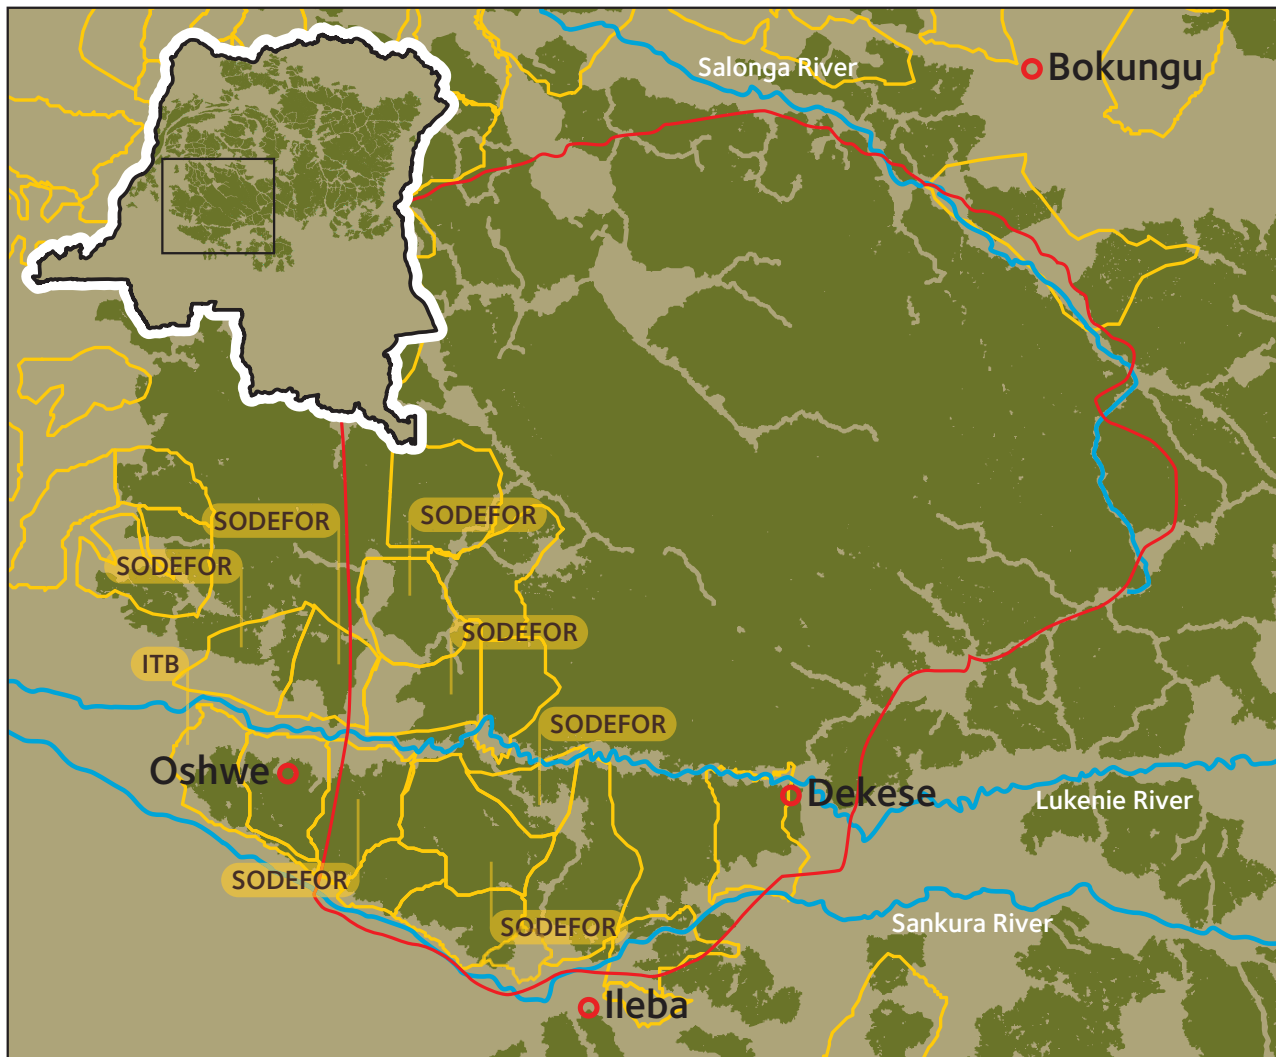 Salonga River
Bokungu
SODEFOR
SODEFOR
SODEFOR
SODEFOR
ITB
SODEFOR
Oshwe
Dekese
Lukenie River
SODEFOR
SODEFOR
Sankura River
Ileba